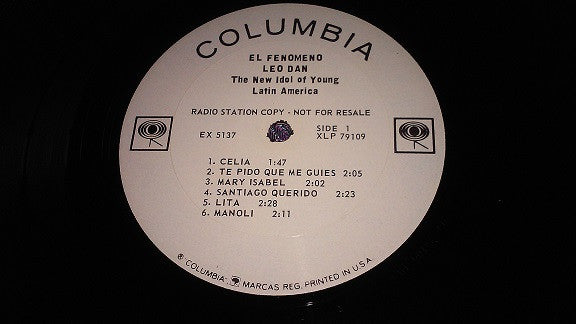 COLUMBIA
EL FENOMENO
LEO DAN
The New Idol of Young
Latin America
RADIO STATION COPY - NOT FOR RESALE
EX 5137
SIDE 1
XLP 79109
1. CELIA 1:47
2. TE PIDO QUE ME GUIES 2:05
3. MARY ISABEL 2:02
4. SANTIAGO QUERIDO 2:23
5. LITA 2:28
6. MANOLI 2:11
® COLUMBIA MARCAS REG. PRINTED IN U.S.A.